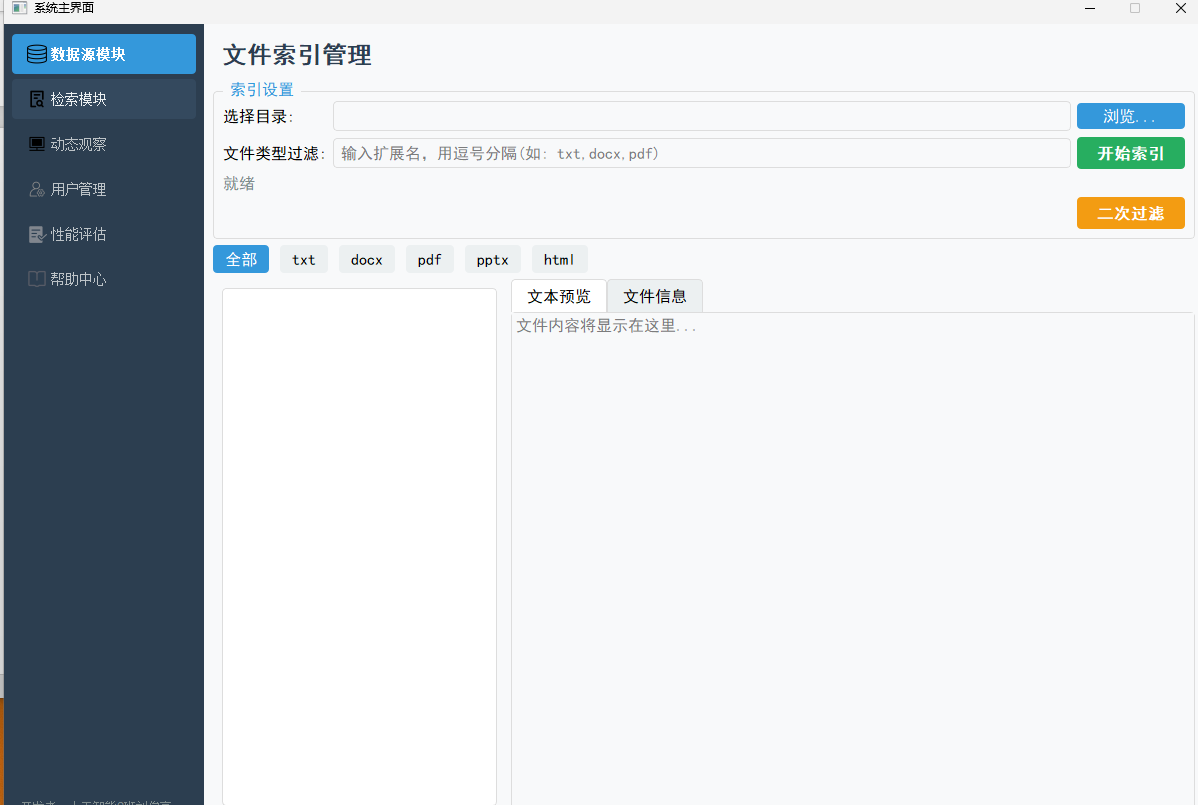 系统主界面
数据源模块
检索模块
动态观察
用户管理
性能评估
帮助中心
文件索引管理
索引设置
选择目录:
浏览...
文件类型过滤:
输入扩展名，用逗号分隔(如: txt,docx,pdf)
开始索引
就绪
二次过滤
全部
txt
docx
pdf
pptx
html
文本预览
文件信息
文件内容将显示在这里...